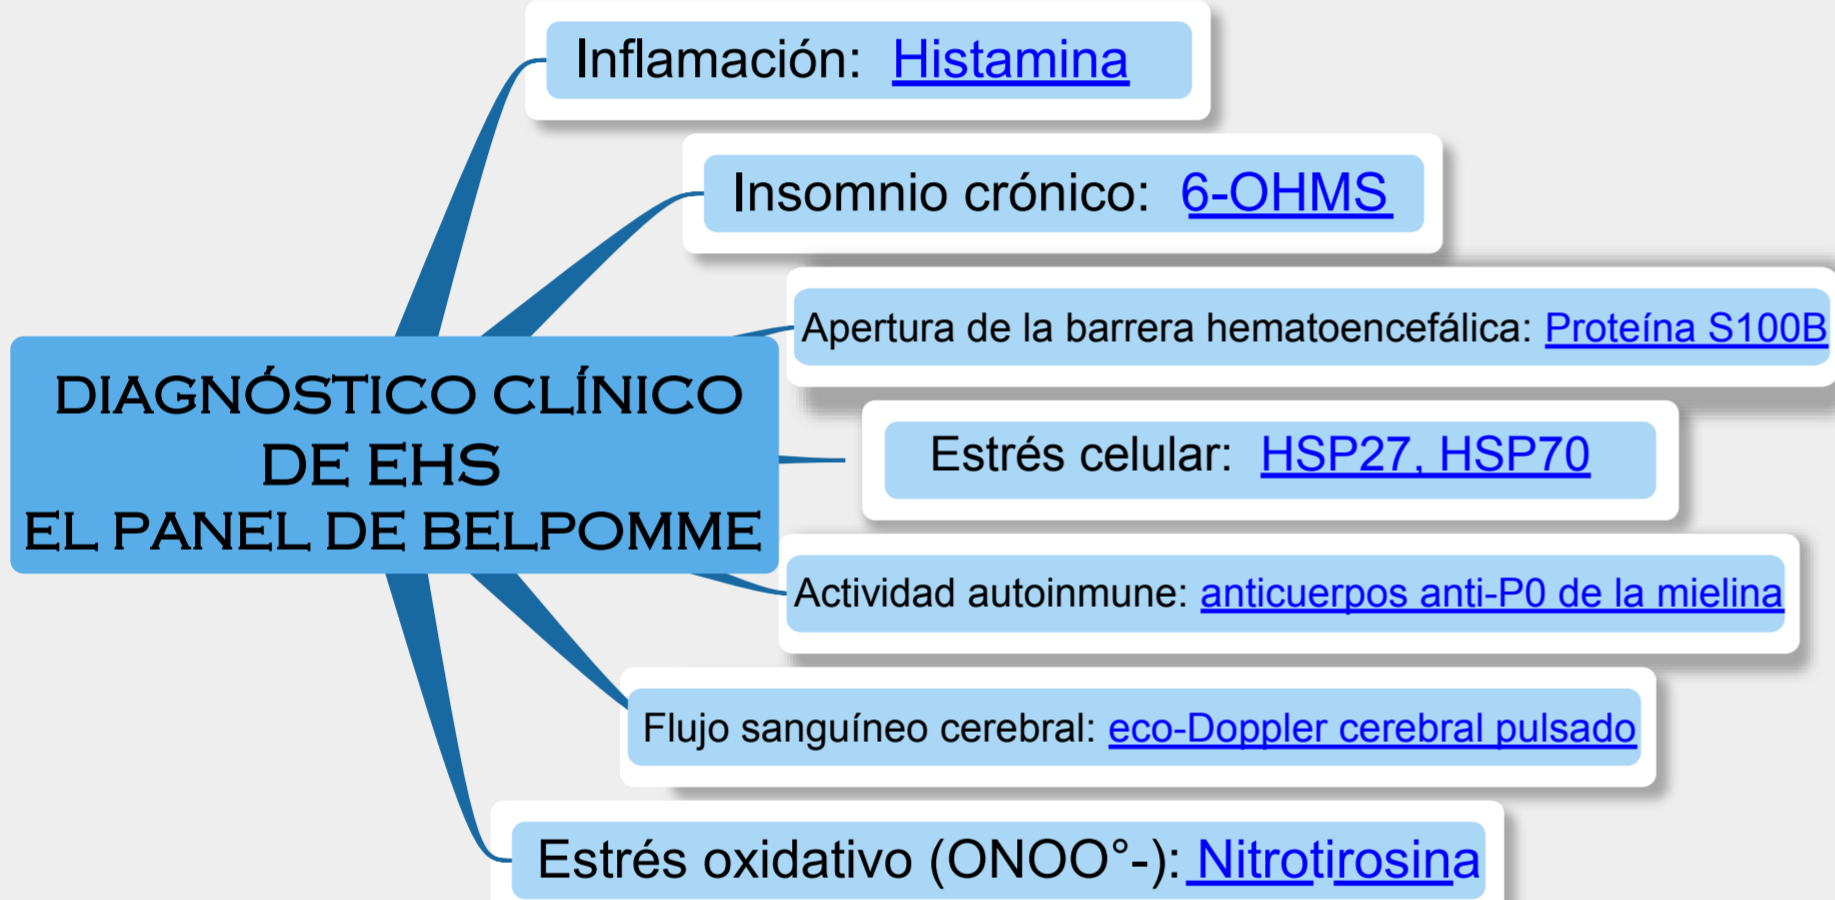 Inflamación: Histamina
Insomnio crónico: 6-OHMS
Apertura de la barrera hematoencefálica: Proteína S100B
DIAGNÓSTICO CLÍNICO
DE EHS
EL PANEL DE BELPOMME
Estrés celular: HSP27, HSP70
Actividad autoinmune: anticuerpos anti-P0 de la mielina
Flujo sanguíneo cerebral: eco-Doppler cerebral pulsado
Estrés oxidativo (ONOO°-): Nitrotirosina